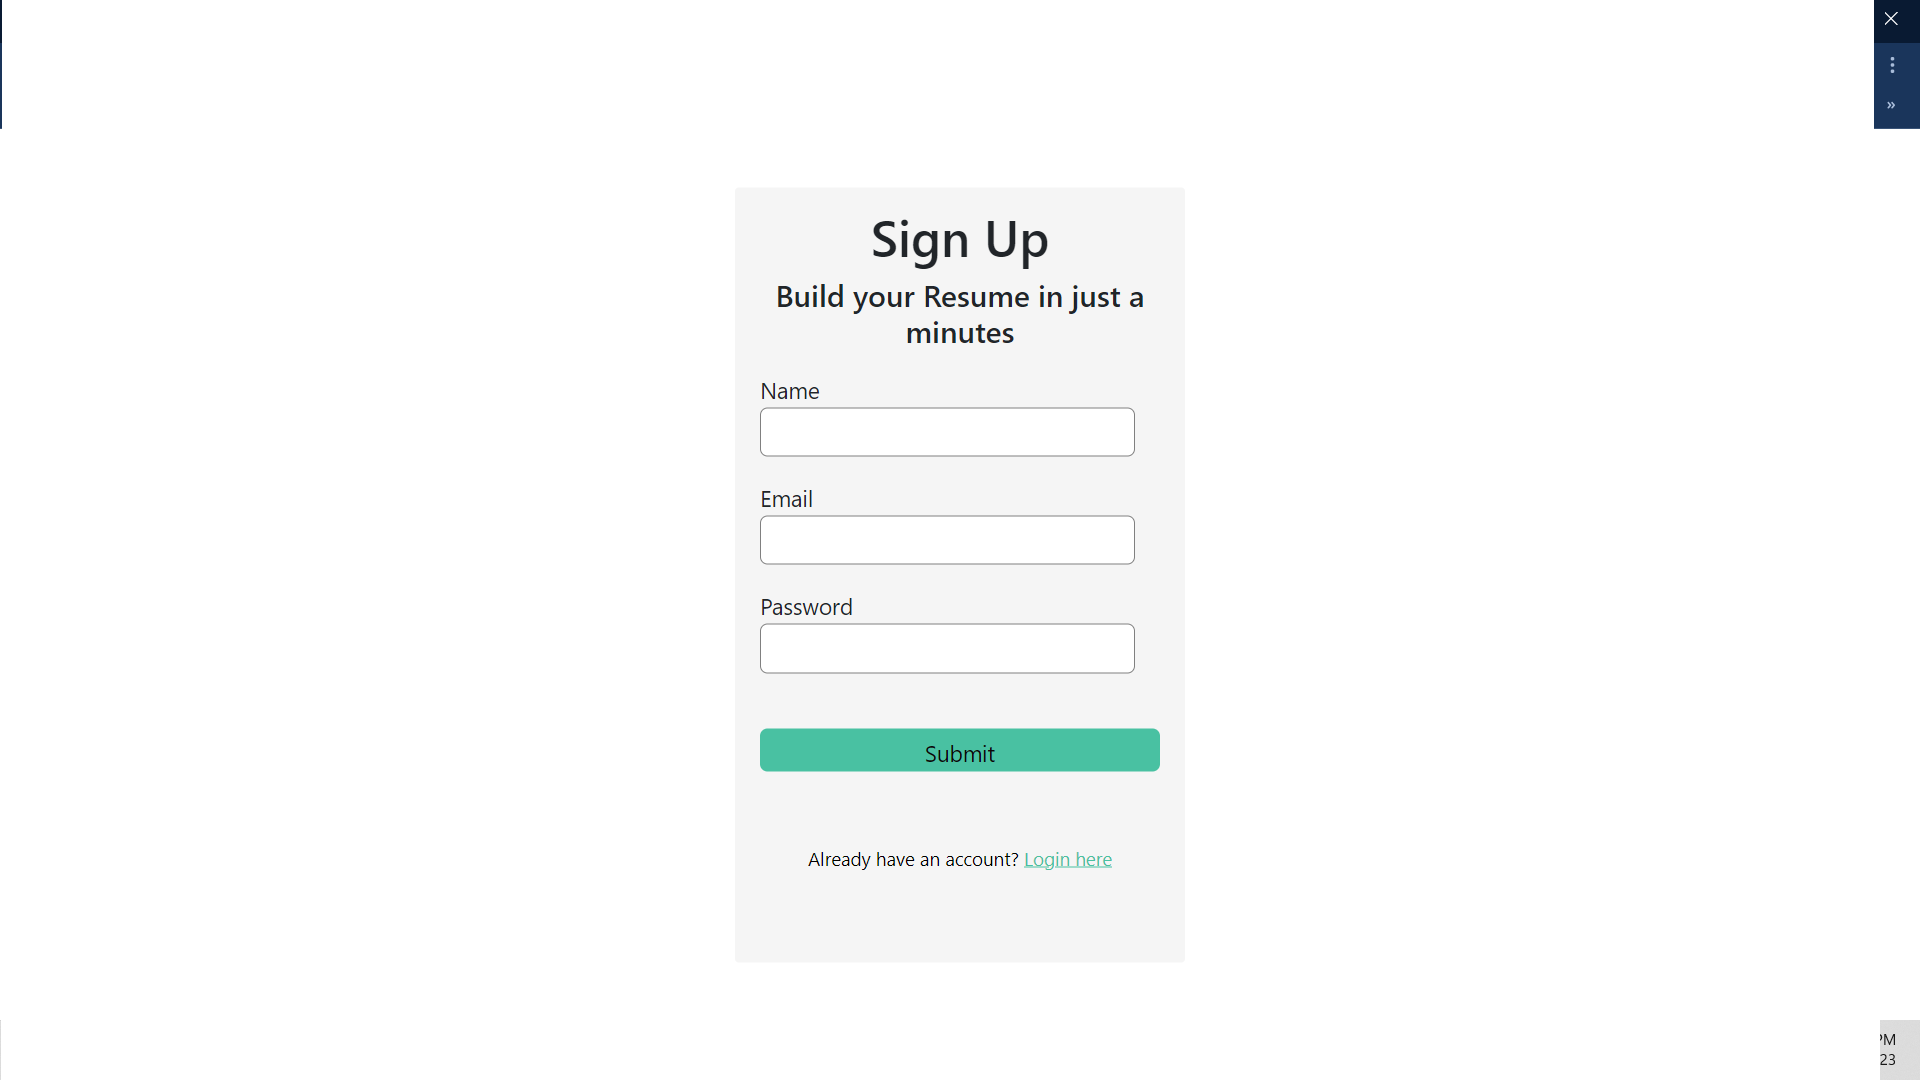 Sign Up
Build your Resume in just a
minutes
Name
Email
Password
Submit
Already have an account? Login here
PM
23